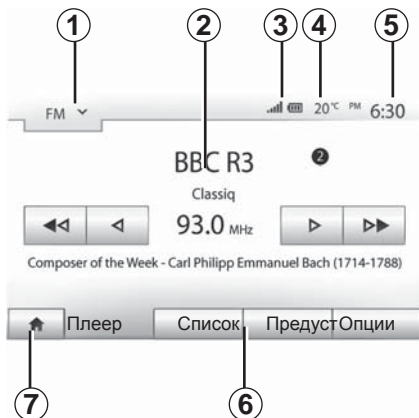 1 2 3 4 5
FM 20°C PM 6:30
BBC R3 2
Classiq
93.0 MHz
Composer of the Week - Carl Philipp Emmanuel Bach (1714-1788)
Плеер Список Предуст Опции
7 6